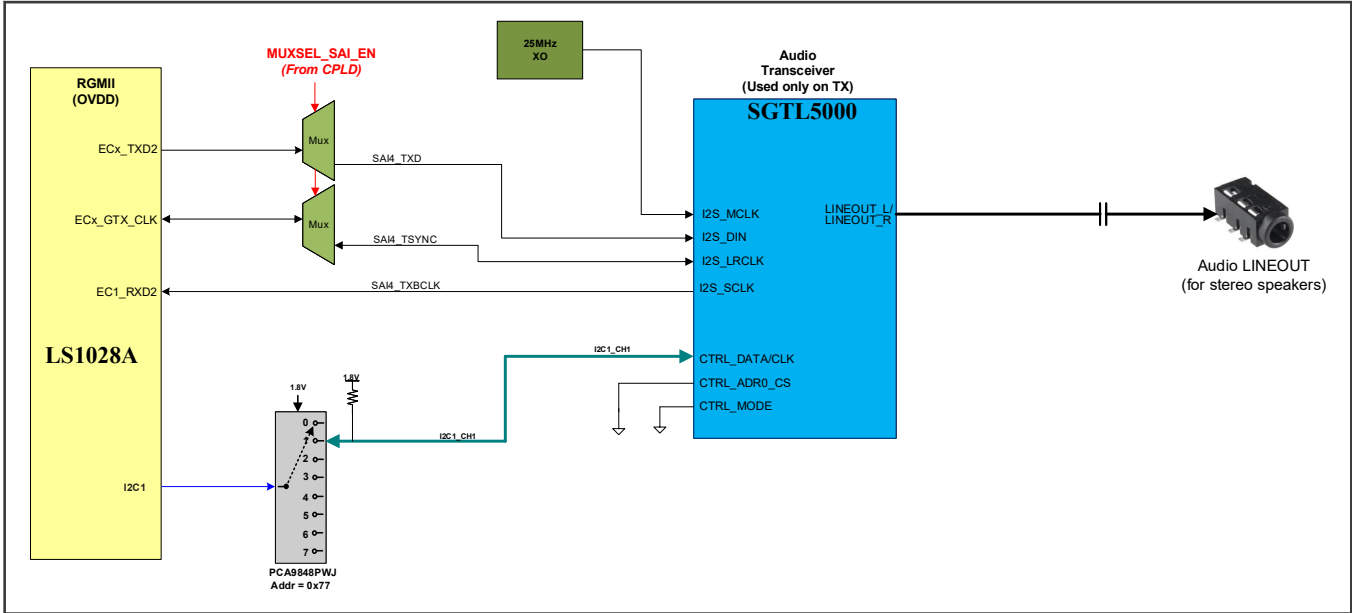 25MHz
XO
MUXSEL_SAI_EN
(From CPLD)
Audio
Transceiver
(Used only on TX)
SGTL5000
RGMII
(OVDD)
ECx_TXD2
Mux
SAI4_TXD
ECx_GTX_CLK
Mux
SAI4_TSYNC
EC1_RXD2
SAI4_TXBCLK
I2S_MCLK
I2S_DIN
I2S_LRCLK
I2S_SCLK
LINEOUT_L/
LINEOUT_R
Audio LINEOUT
(for stereo speakers)
LS1028A
I2C1_CH1
CTRL_DATA/CLK
CTRL_ADR0_CS
CTRL_MODE
1.8V
1.8V
I2C1_CH1
I2C1
0
1
2
3
4
5
6
7
PCA9848PWJ
Addr = 0x77